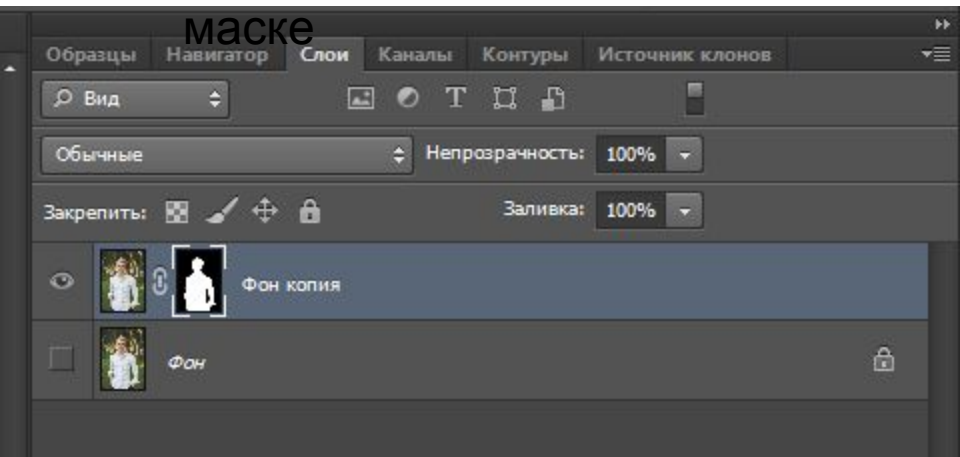 маске
Образцы Навигатор Слои Каналы Контуры Источник клонов
Вид T
Обычные Непрозрачность: 100%
Закрепить: Заливка: 100%
Фон копия
Фон